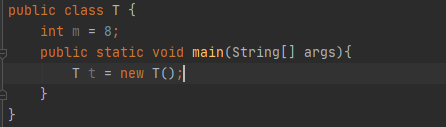 public class T {
    int m = 8;
    public static void main(String[] args){
        T t = new T();
    }
}